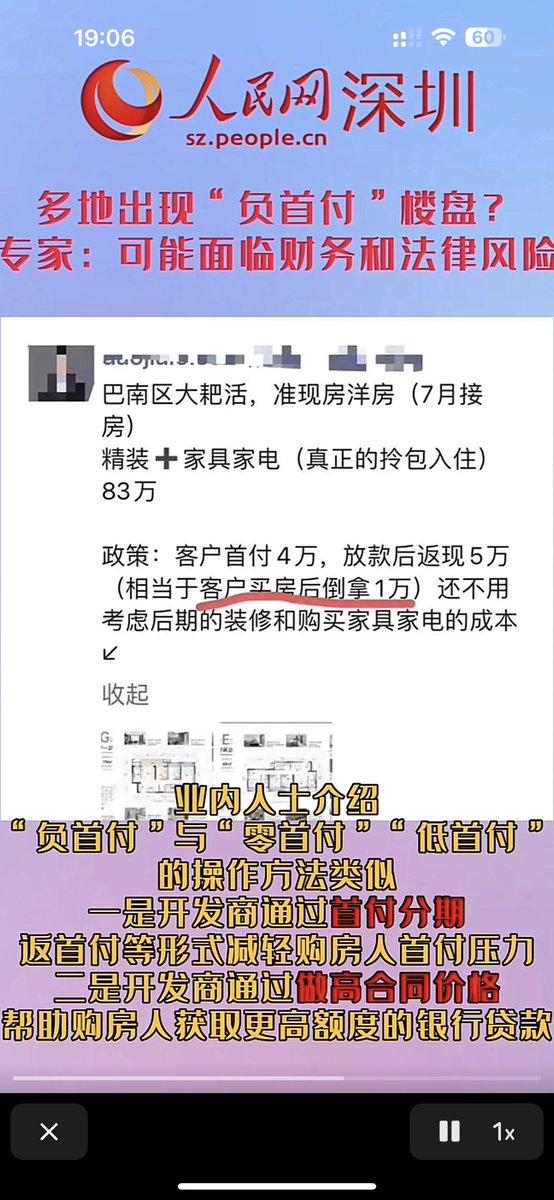 19:06
60
人民网 深圳
sz.people.cn
多地出现“负首付”楼盘？
专家：可能面临财务和法律风险
巴南区大耙活，准现房洋房（7月接
房）
精装➕家具家电（真正的拎包入住）
83万
政策：客户首付4万，放款后返现5万
（相当于客户买房后倒拿1万）还不用
考虑后期的装修和购买家具家电的成本
↙
收起
业内人士介绍
“负首付”与“零首付”“低首付”
的操作方法类似
一是开发商通过首付分期
返首付等形式减轻购房人首付压力
二是开发商通过做高合同价格
帮助购房人获取更高额度的银行贷款
1x